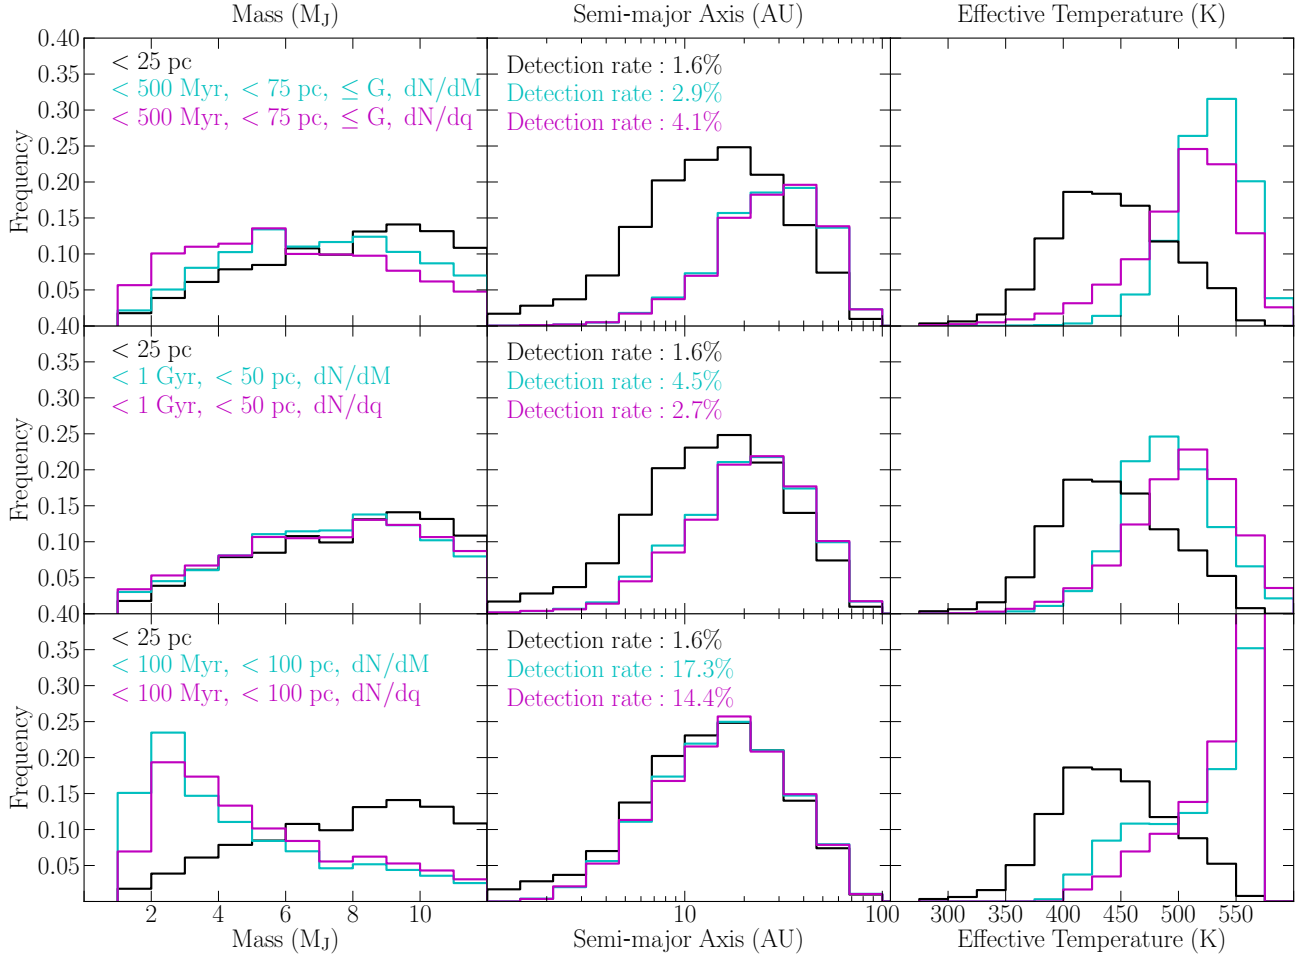 Mass (M_J) Semi-major Axis (AU) Effective Temperature (K)
0.40
0.35
0.30
0.25
0.20
0.15
0.10
0.05
Frequency
< 25 pc
< 500 Myr, < 75 pc, ≤ G, dN/dM
< 500 Myr, < 75 pc, ≤ G, dN/dq
Detection rate : 1.6%
Detection rate : 2.9%
Detection rate : 4.1%
0.40
0.35
0.30
0.25
0.20
0.15
0.10
0.05
Frequency
< 25 pc
< 1 Gyr, < 50 pc, dN/dM
< 1 Gyr, < 50 pc, dN/dq
Detection rate : 1.6%
Detection rate : 4.5%
Detection rate : 2.7%
0.40
0.35
0.30
0.25
0.20
0.15
0.10
0.05
Frequency
< 25 pc
< 100 Myr, < 100 pc, dN/dM
< 100 Myr, < 100 pc, dN/dq
Detection rate : 1.6%
Detection rate : 17.3%
Detection rate : 14.4%
2 4 6 8 10 10 100 300 350 400 450 500 550
Mass (M_J) Semi-major Axis (AU) Effective Temperature (K)